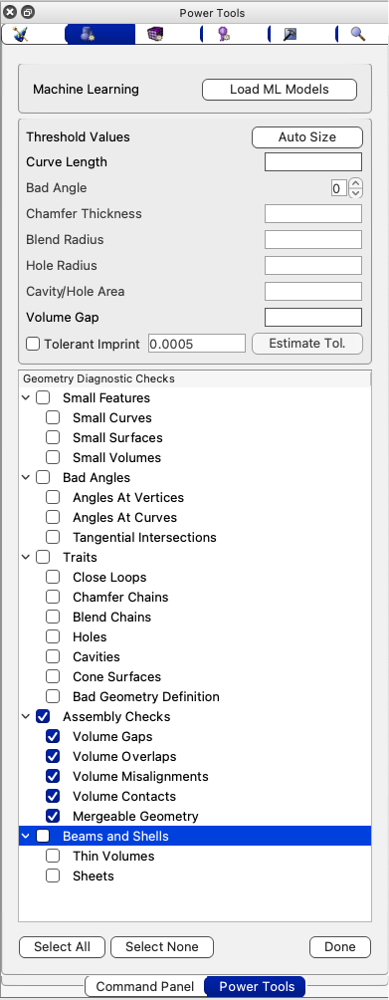 Power Tools
Machine Learning Load ML Models
Threshold Values Auto Size
Curve Length
Bad Angle 0
Chamfer Thickness
Blend Radius
Hole Radius
Cavity/Hole Area
Volume Gap
Tolerant Imprint 0.0005 Estimate Tol.
Geometry Diagnostic Checks
Small Features
Small Curves
Small Surfaces
Small Volumes
Bad Angles
Angles At Vertices
Angles At Curves
Tangential Intersections
Traits
Close Loops
Chamfer Chains
Blend Chains
Holes
Cavities
Cone Surfaces
Bad Geometry Definition
Assembly Checks
Volume Gaps
Volume Overlaps
Volume Misalignments
Volume Contacts
Mergeable Geometry
Beams and Shells
Thin Volumes
Sheets
Select All Select None Done
Command Panel Power Tools